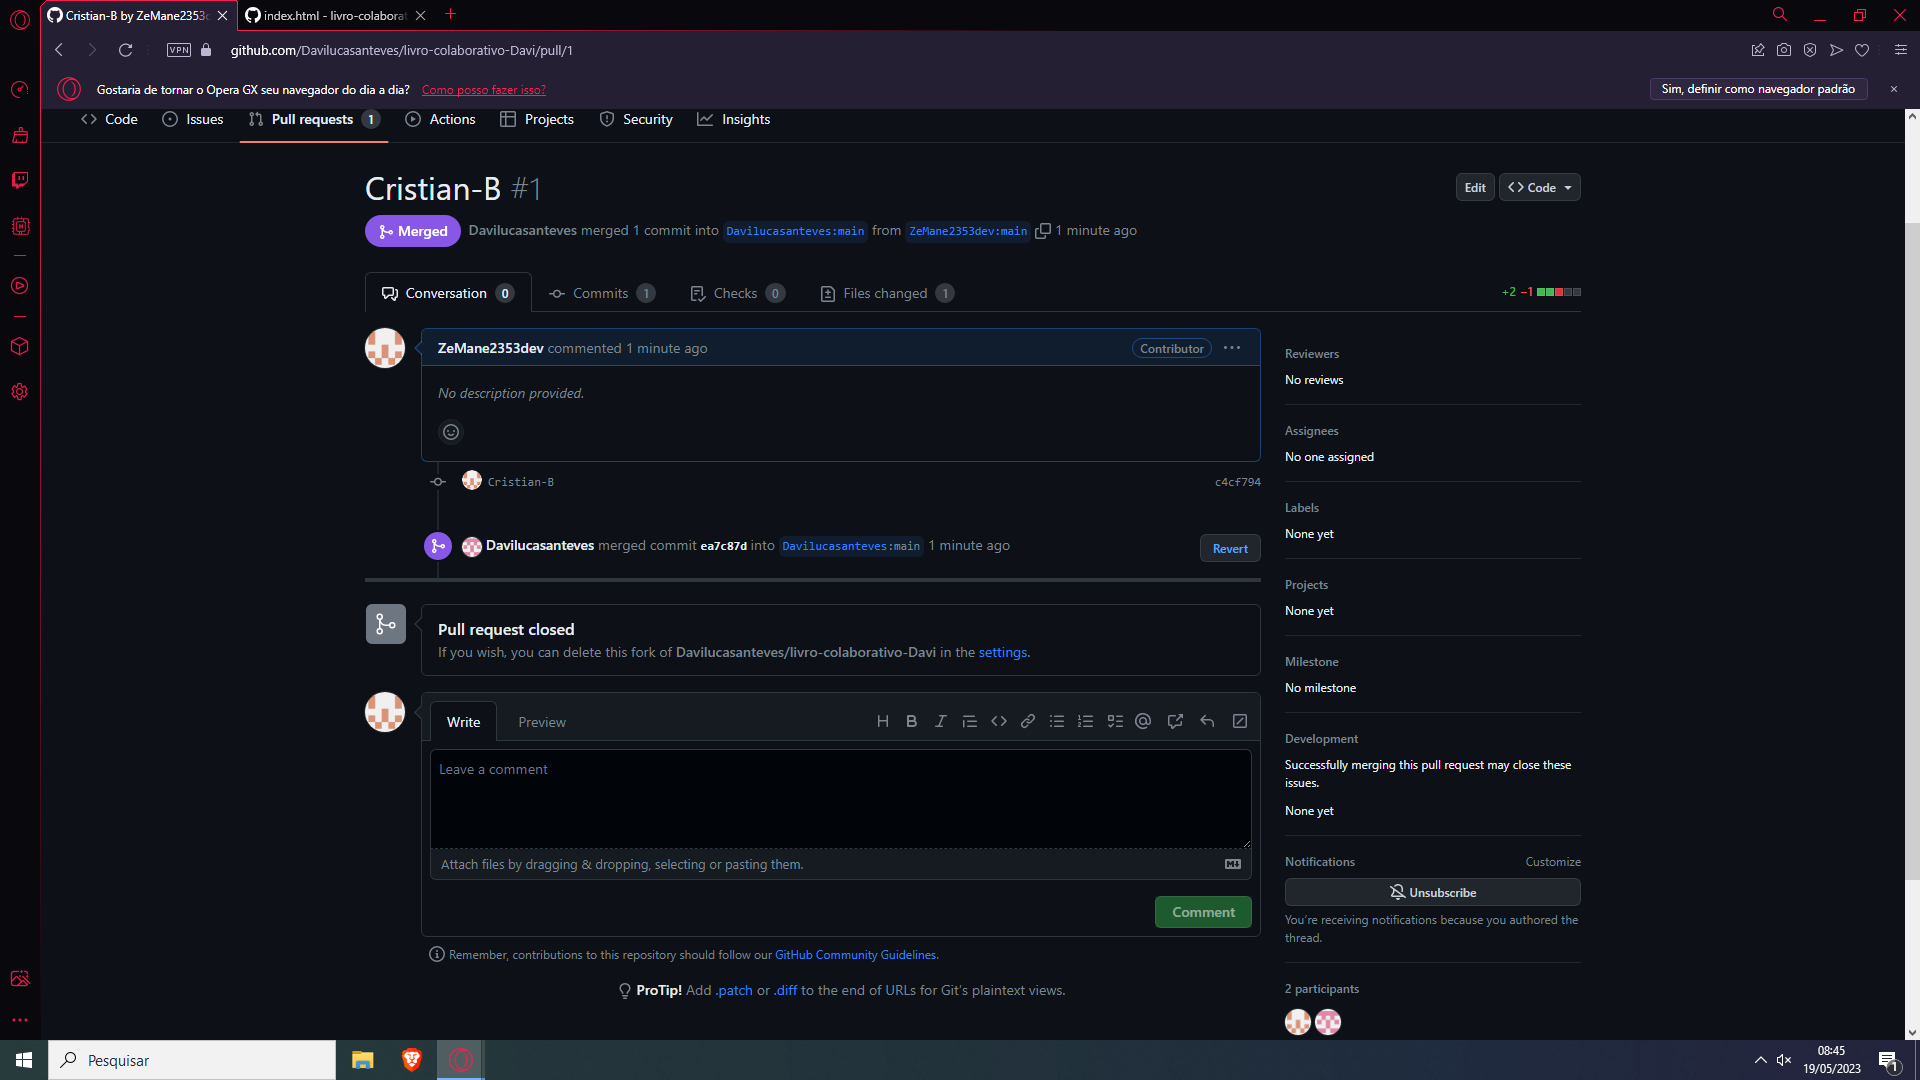 Cristian-B by ZeMane2353d
index.html - livro-colabora
VPN
github.com/Davilucasanteves/livro-colaborativo-Davi/pull/1
Gostaria de tornar o Opera GX seu navegador do dia a dia? Como posso fazer isso?
Sim, definir como navegador padrão
Code
Issues
Pull requests 1
Actions
Projects
Security
Insights
Cristian-B #1
Edit
Code
Merged
Davilucasanteves merged 1 commit into Davilucasanteves:main from ZeMane2353dev:main 1 minute ago
Conversation 0
Commits 1
Checks 0
Files changed 1
+2 −1
ZeMane2353dev commented 1 minute ago
Contributor
No description provided.
Cristian-B
c4cf794
Davilucasanteves merged commit ea7c87d into Davilucasanteves:main 1 minute ago
Revert
Pull request closed
If you wish, you can delete this fork of Davilucasanteves/livro-colaborativo-Davi in the settings.
Write
Preview
Leave a comment
Attach files by dragging & dropping, selecting or pasting them.
Comment
Remember, contributions to this repository should follow our GitHub Community Guidelines.
ProTip! Add .patch or .diff to the end of URLs for Git's plaintext views.
Reviewers
No reviews
Assignees
No one assigned
Labels
None yet
Projects
None yet
Milestone
No milestone
Development
Successfully merging this pull request may close these
issues.
None yet
Notifications
Customize
Unsubscribe
You're receiving notifications because you authored the
thread.
2 participants
Pesquisar
08:45
19/05/2023
1